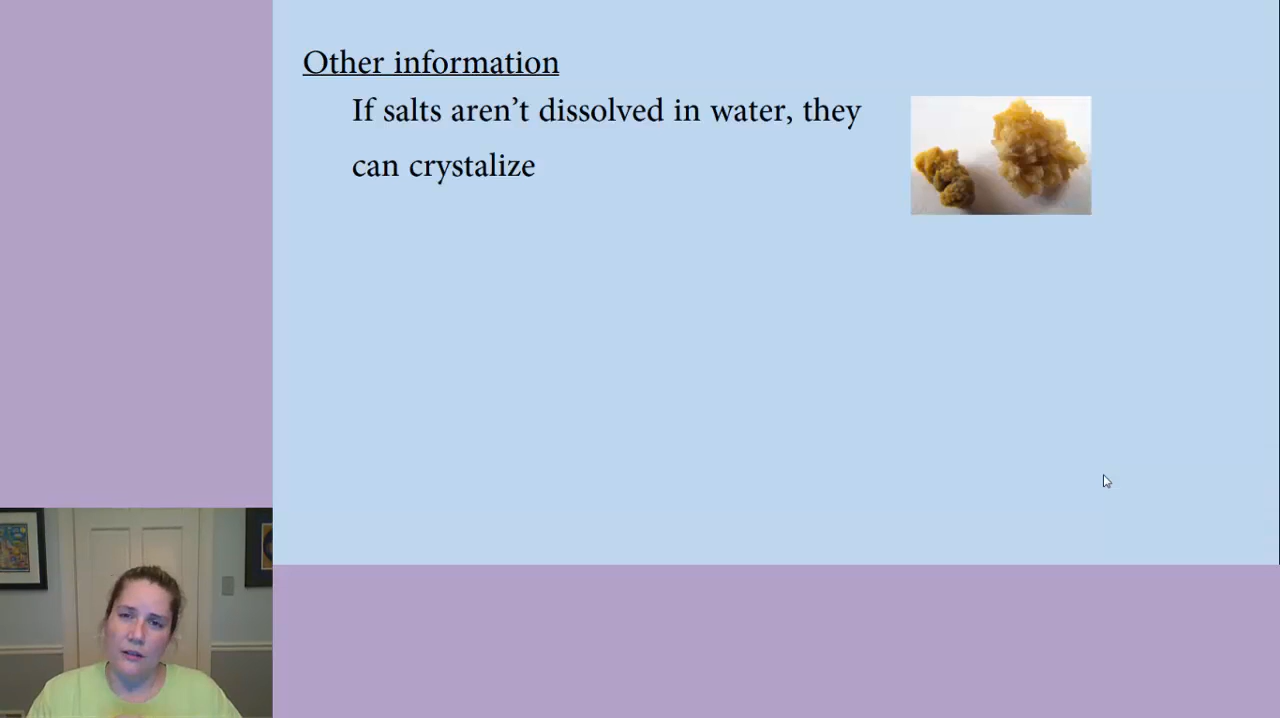 Other information
If salts aren’t dissolved in water, they
can crystalize